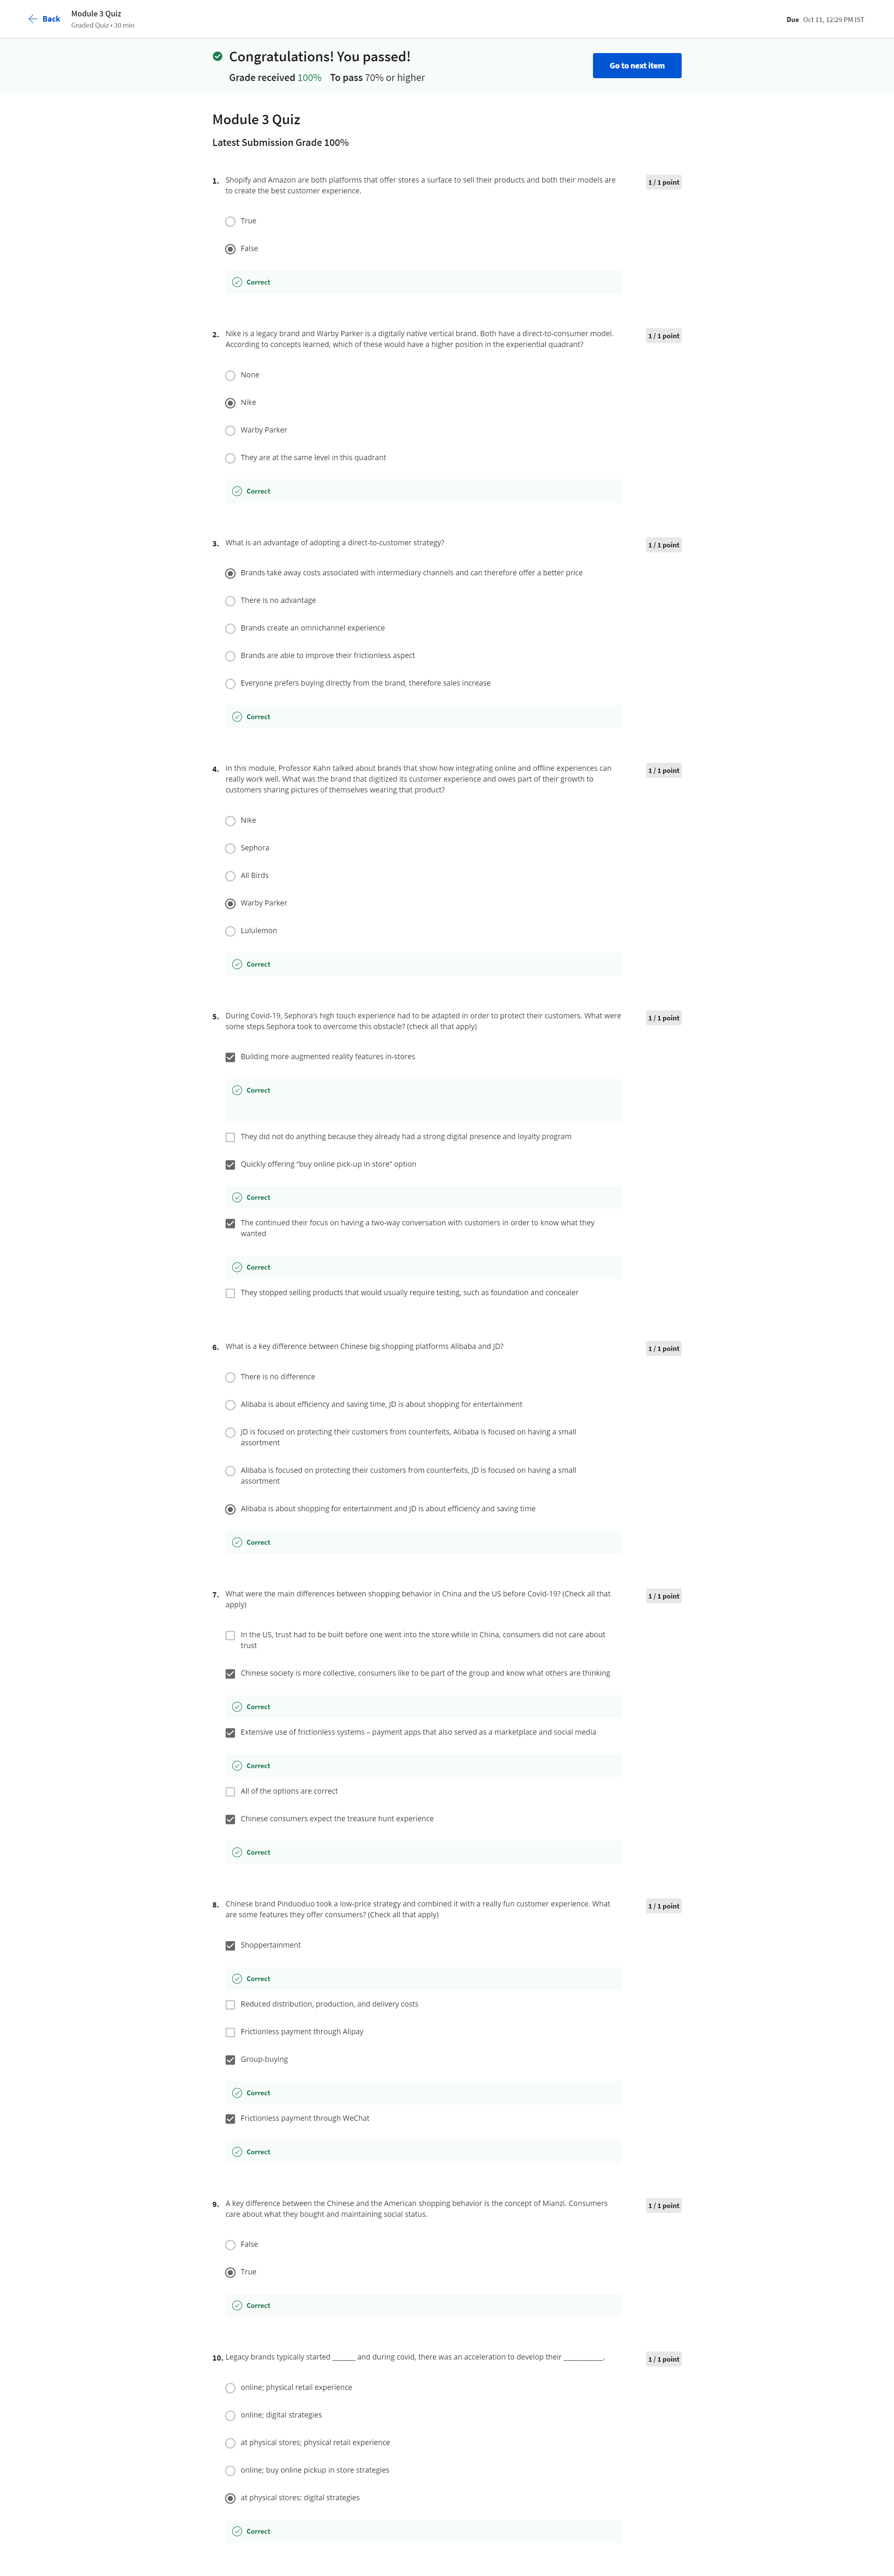 Back
Module 3 Quiz
Graded Quiz • 30 min
Due Oct 11, 12:29 PM IST
Congratulations! You passed!
Grade received 100% To pass 70% or higher
Go to next item
Module 3 Quiz
Latest Submission Grade 100%
1. Shopify and Amazon are both platforms that offer stores a surface to sell their products and both their models are
to create the best customer experience.
1 / 1 point
True
False
Correct
2. Nike is a legacy brand and Warby Parker is a digitally native vertical brand. Both have a direct-to-consumer model.
According to concepts learned, which of these would have a higher position in the experiential quadrant?
1 / 1 point
None
Nike
Warby Parker
They are at the same level in this quadrant
Correct
3. What is an advantage of adopting a direct-to-customer strategy?
1 / 1 point
Brands take away costs associated with intermediary channels and can therefore offer a better price
There is no advantage
Brands create an omnichannel experience
Brands are able to improve their frictionless aspect
Everyone prefers buying directly from the brand, therefore sales increase
Correct
4. In this module, Professor Kahn talked about brands that show how integrating online and offline experiences can
really work well. What was the brand that digitized its customer experience and owes part of their growth to
customers sharing pictures of themselves wearing that product?
1 / 1 point
Nike
Sephora
All Birds
Warby Parker
Lululemon
Correct
5. During Covid-19, Sephora's high touch experience had to be adapted in order to protect their customers. What were
some steps Sephora took to overcome this obstacle? (check all that apply)
1 / 1 point
Building more augmented reality features in-stores
Correct
They did not do anything because they already had a strong digital presence and loyalty program
Quickly offering "buy online pick-up in store" option
Correct
The continued their focus on having a two-way conversation with customers in order to know what they
wanted
Correct
They stopped selling products that would usually require testing, such as foundation and concealer
6. What is a key difference between Chinese big shopping platforms Alibaba and JD?
1 / 1 point
There is no difference
Alibaba is about efficiency and saving time, JD is about shopping for entertainment
JD is focused on protecting their customers from counterfeits, Alibaba is focused on having a small
assortment
Alibaba is focused on protecting their customers from counterfeits, JD is focused on having a small
assortment
Alibaba is about shopping for entertainment and JD is about efficiency and saving time
Correct
7. What were the main differences between shopping behavior in China and the US before Covid-19? (Check all that
apply)
1 / 1 point
In the US, trust had to be built before one went into the store while in China, consumers did not care about
trust
Chinese society is more collective, consumers like to be part of the group and know what others are thinking
Correct
Extensive use of frictionless systems – payment apps that also served as a marketplace and social media
Correct
All of the options are correct
Chinese consumers expect the treasure hunt experience
Correct
8. Chinese brand Pinduoduo took a low-price strategy and combined it with a really fun customer experience. What
are some features they offer consumers? (Check all that apply)
1 / 1 point
Shoppertainment
Correct
Reduced distribution, production, and delivery costs
Frictionless payment through Alipay
Group-buying
Correct
Frictionless payment through WeChat
Correct
9. A key difference between the Chinese and the American shopping behavior is the concept of Mianzi. Consumers
care about what they bought and maintaining social status.
1 / 1 point
False
True
Correct
10. Legacy brands typically started ______ and during covid, there was an acceleration to develop their __________.
1 / 1 point
online; physical retail experience
online; digital strategies
at physical stores; physical retail experience
online; buy online pickup in store strategies
at physical stores; digital strategies
Correct